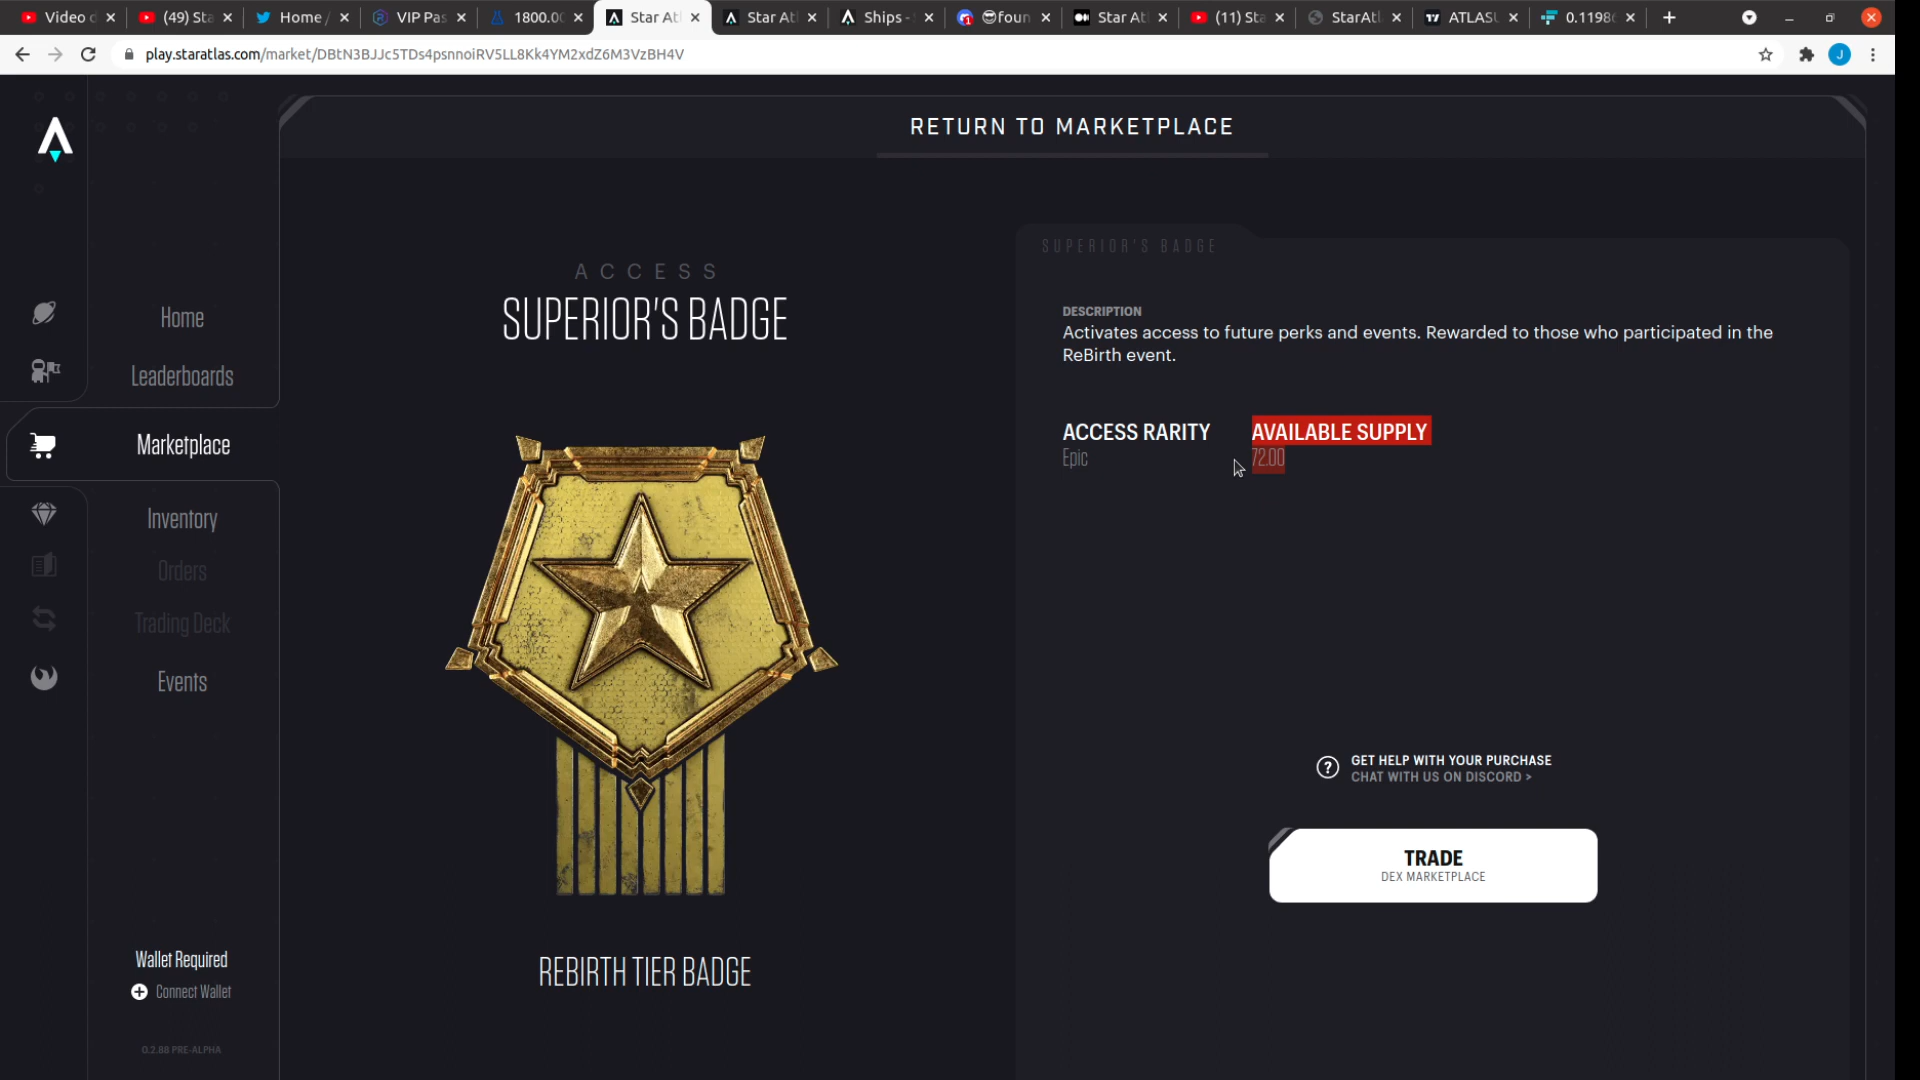 Video c
(49) Sta
Home /
VIP Pas
1800.00
Star At
Star At
Ships -
foun
Star At
(11) Sta
StarAtl
ATLASU
0.1198
play.staratlas.com/market/DBtN3BJJc5TDs4psnnoiRV5LL8Kk4YM2xdZ6M3VzBH4V
J
RETURN TO MARKETPLACE
Home
Leaderboards
Marketplace
Inventory
Orders
Trading Deck
Events
Wallet Required
Connect Wallet
0.2.88 PRE-ALPHA
ACCESS
SUPERIOR'S BADGE
REBIRTH TIER BADGE
SUPERIOR'S BADGE
DESCRIPTION
Activates access to future perks and events. Rewarded to those who participated in the
ReBirth event.
ACCESS RARITY
Epic
AVAILABLE SUPPLY
72.00
GET HELP WITH YOUR PURCHASE
CHAT WITH US ON DISCORD >
TRADE
DEX MARKETPLACE